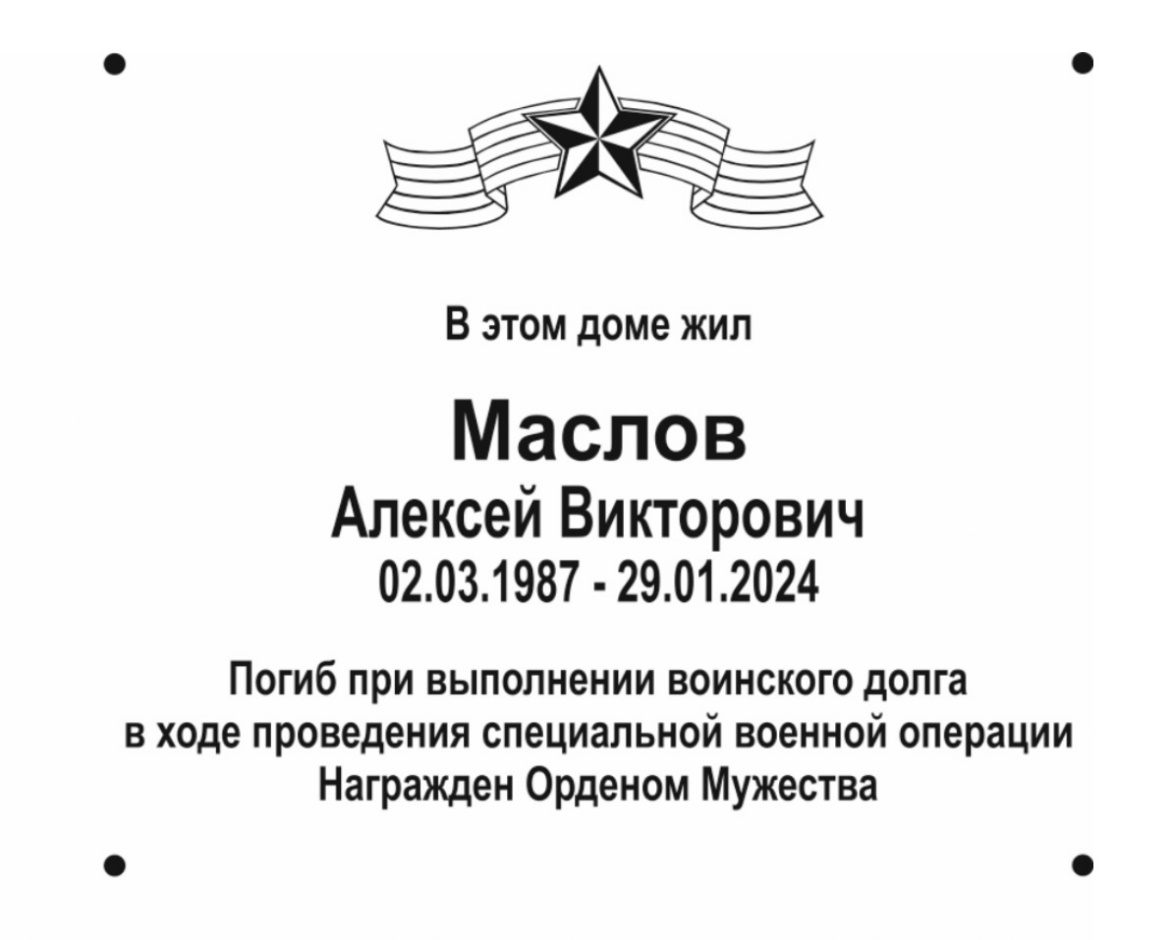 В этом доме жил
Маслов
Алексей Викторович
02.03.1987 - 29.01.2024
Погиб при выполнении воинского долга
в ходе проведения специальной военной операции
Награжден Орденом Мужества